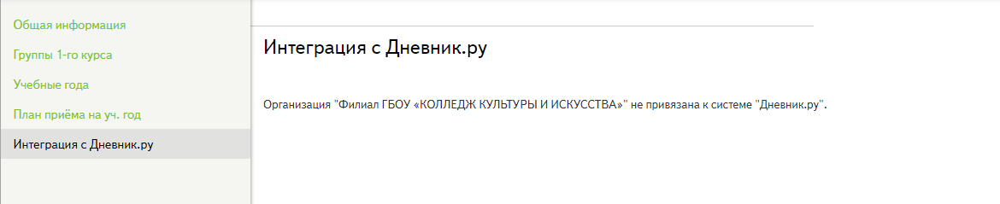 Общая информация
Группы 1-го курса
Учебные года
План приёма на уч. год
Интеграция с Дневник.ру
Интеграция с Дневник.ру
Организация "Филиал ГБОУ «КОЛЛЕДЖ КУЛЬТУРЫ И ИСКУССТВА»" не привязана к системе "Дневник.ру".